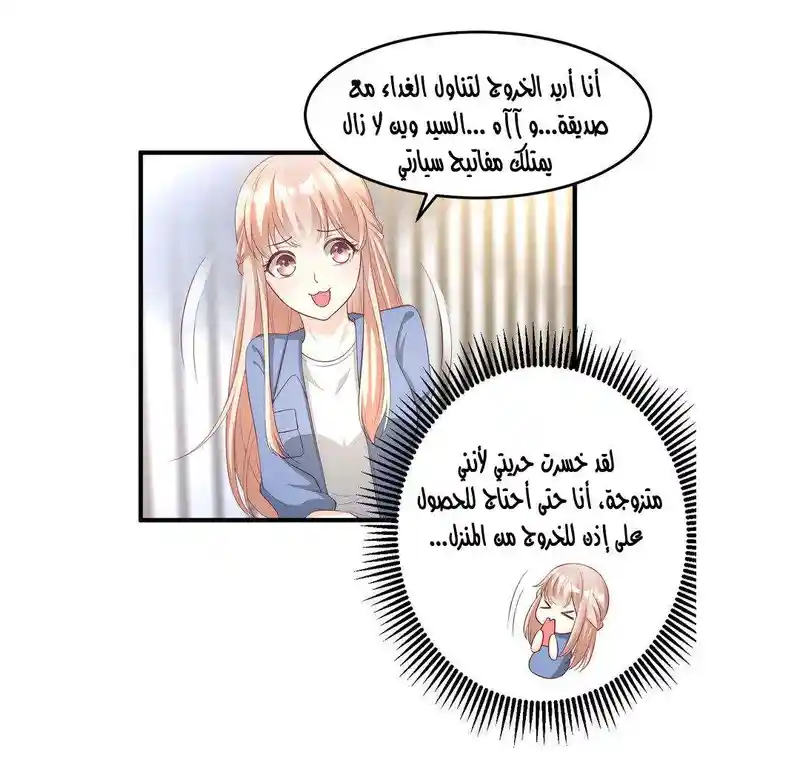 أنا أريد الخروج لتناول الغداء مع
صديقة...و آآه ...السيد وين لا زال
يمتلك مفاتيح سيارتي
لقد خسرت حريتي لأنني
متزوجة، أنا حتى أحتاج للحصول
على إذن للخروج من المنزل...